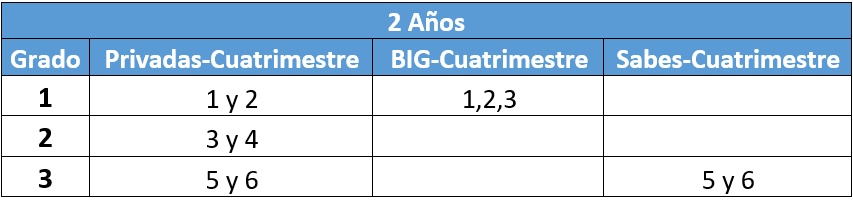 2 Años
Grado Privadas-Cuatrimestre BIG-Cuatrimestre Sabes-Cuatrimestre
1 1 y 2 1,2,3
2 3 y 4
3 5 y 6 5 y 6